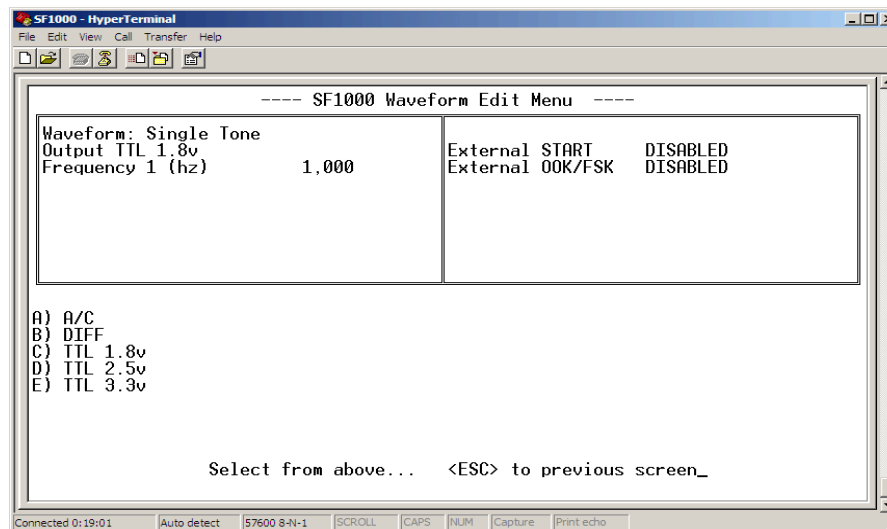 SF1000 - HyperTerminal
File Edit View Call Transfer Help
---- SF1000 Waveform Edit Menu ----
Waveform: Single Tone
Output TTL 1.8v
Frequency 1 (hz) 1,000
External START DISABLED
External OOK/FSK DISABLED
A) A/C
B) DIFF
C) TTL 1.8v
D) TTL 2.5v
E) TTL 3.3v
Select from above... <ESC> to previous screen_
Connected 0:19:01 Auto detect 57600 8-N-1 SCROLL CAPS NUM Capture Print echo